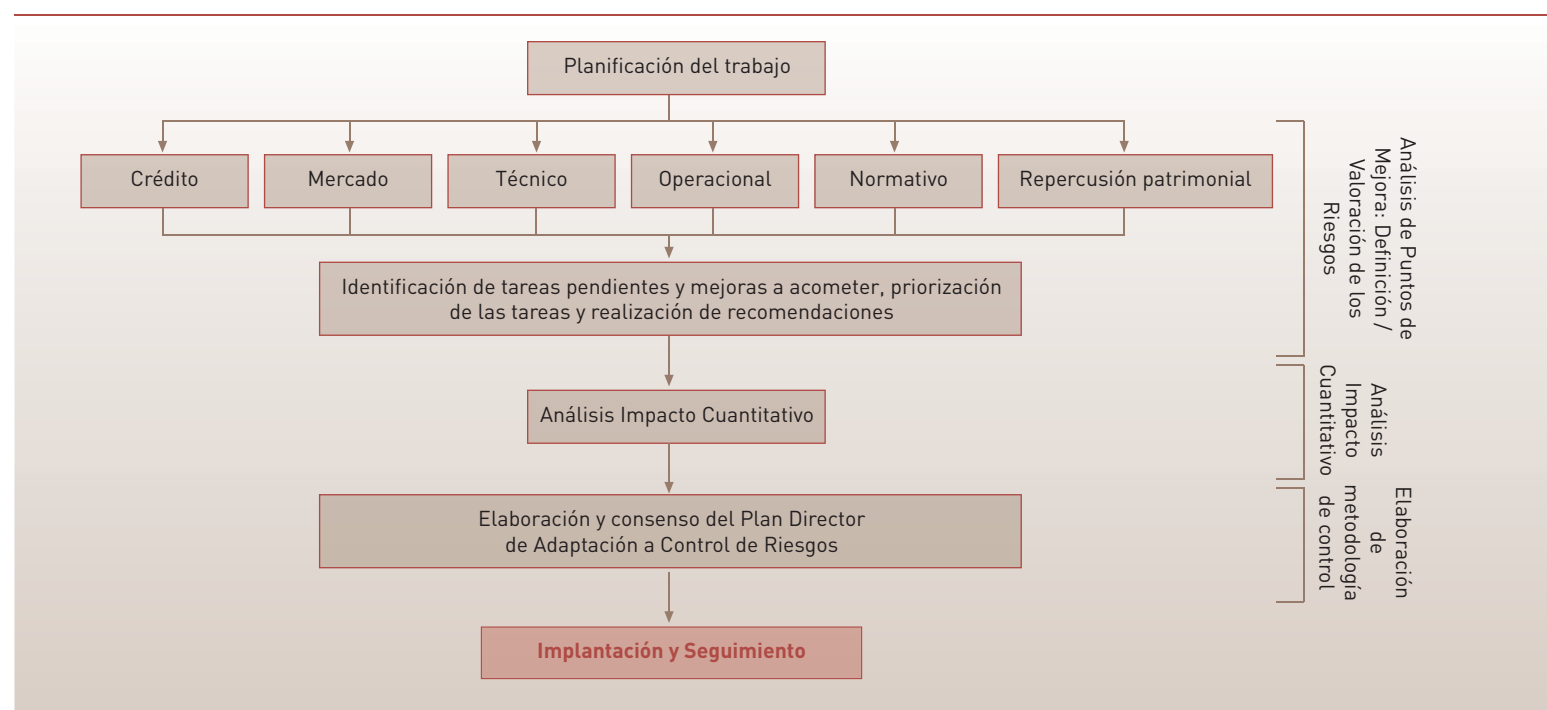 Planificación del trabajo
Crédito
Mercado
Técnico
Operacional
Normativo
Repercusión patrimonial
Identificación de tareas pendientes y mejoras a acometer, priorización
de las tareas y realización de recomendaciones
Análisis Impacto Cuantitativo
Elaboración y consenso del Plan Director
de Adaptación a Control de Riesgos
Implantación y Seguimiento
Análisis de Puntos de
Mejora: Definición /
Valoración de los
Riesgos
Análisis
Impacto
Cuantitativo
Elaboración
de
metodología
de control